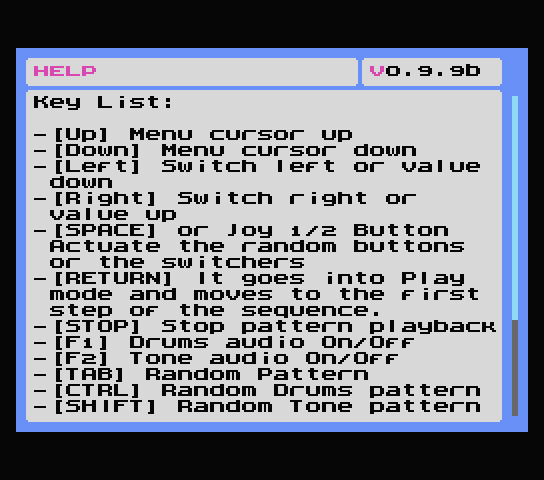 HELP
V0.9.9b
Key List:
-[Up] Menu cursor up
-[Down] Menu cursor down
-[Left] Switch left or value
down
-[Right] Switch right or
value up
-[SPACE] or Joy 1/2 Button
Actuate the random buttons
or the switchers
-[RETURN] It goes into Play
mode and moves to the first
step of the sequence.
-[STOP] Stop pattern playback
-[F1] Drums audio On/Off
-[F2] Tone audio On/Off
-[TAB] Random Pattern
-[CTRL] Random Drums pattern
-[SHIFT] Random Tone pattern